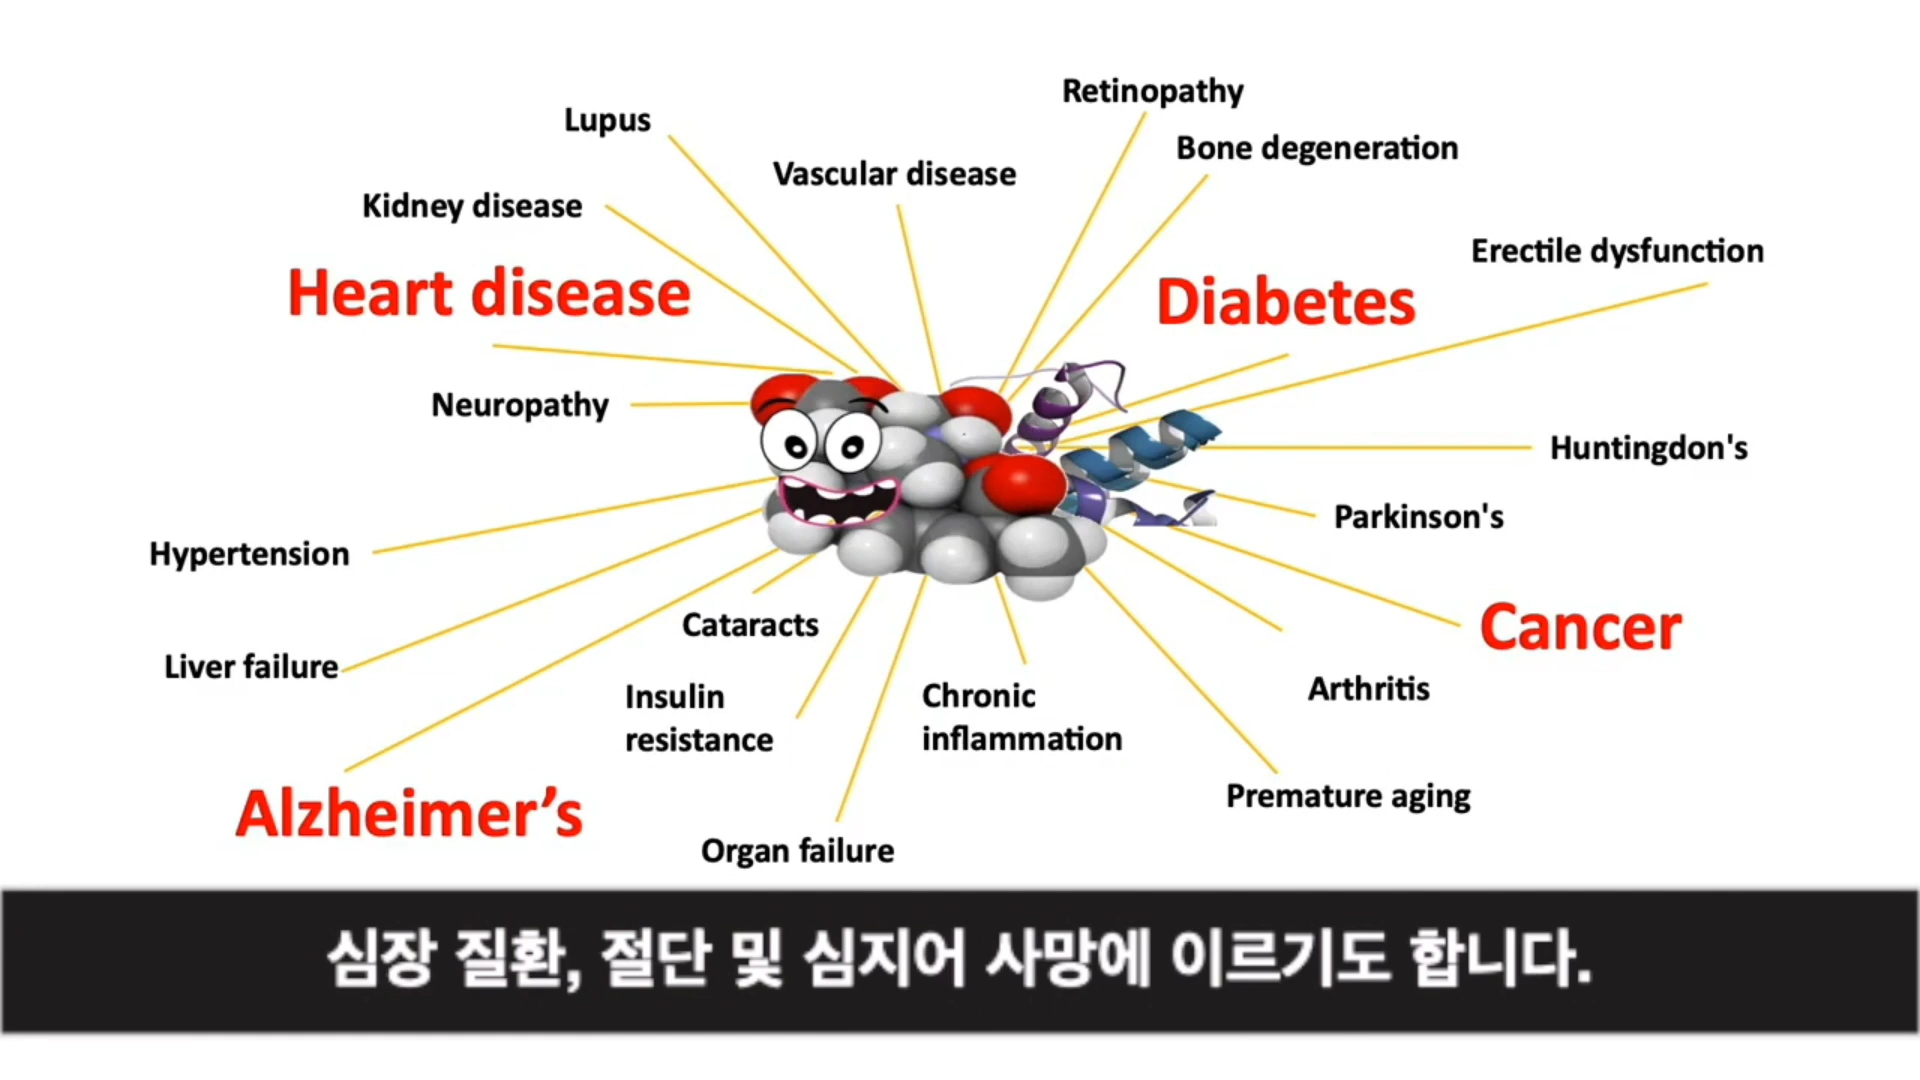 Retinopathy
Lupus
Bone degeneration
Vascular disease
Kidney disease
Erectile dysfunction
Heart disease
Diabetes
Neuropathy
Huntingdon's
Parkinson's
Hypertension
Cataracts
Cancer
Liver failure
Insulin
resistance
Chronic
inflammation
Arthritis
Premature aging
Alzheimer’s
Organ failure
심장 질환, 절단 및 심지어 사망에 이르기도 합니다.